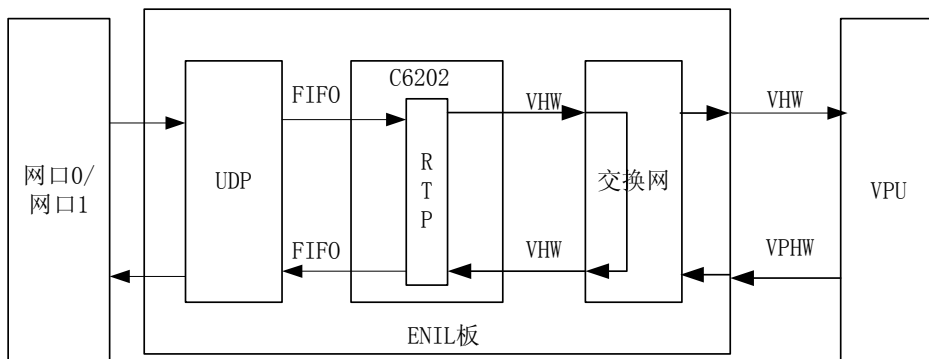 C6202
FIFO
VHW
VHW
网口0/
网口1
UDP
R
T
P
交换网
VPU
FIFO
VHW
VPHW
ENIL板